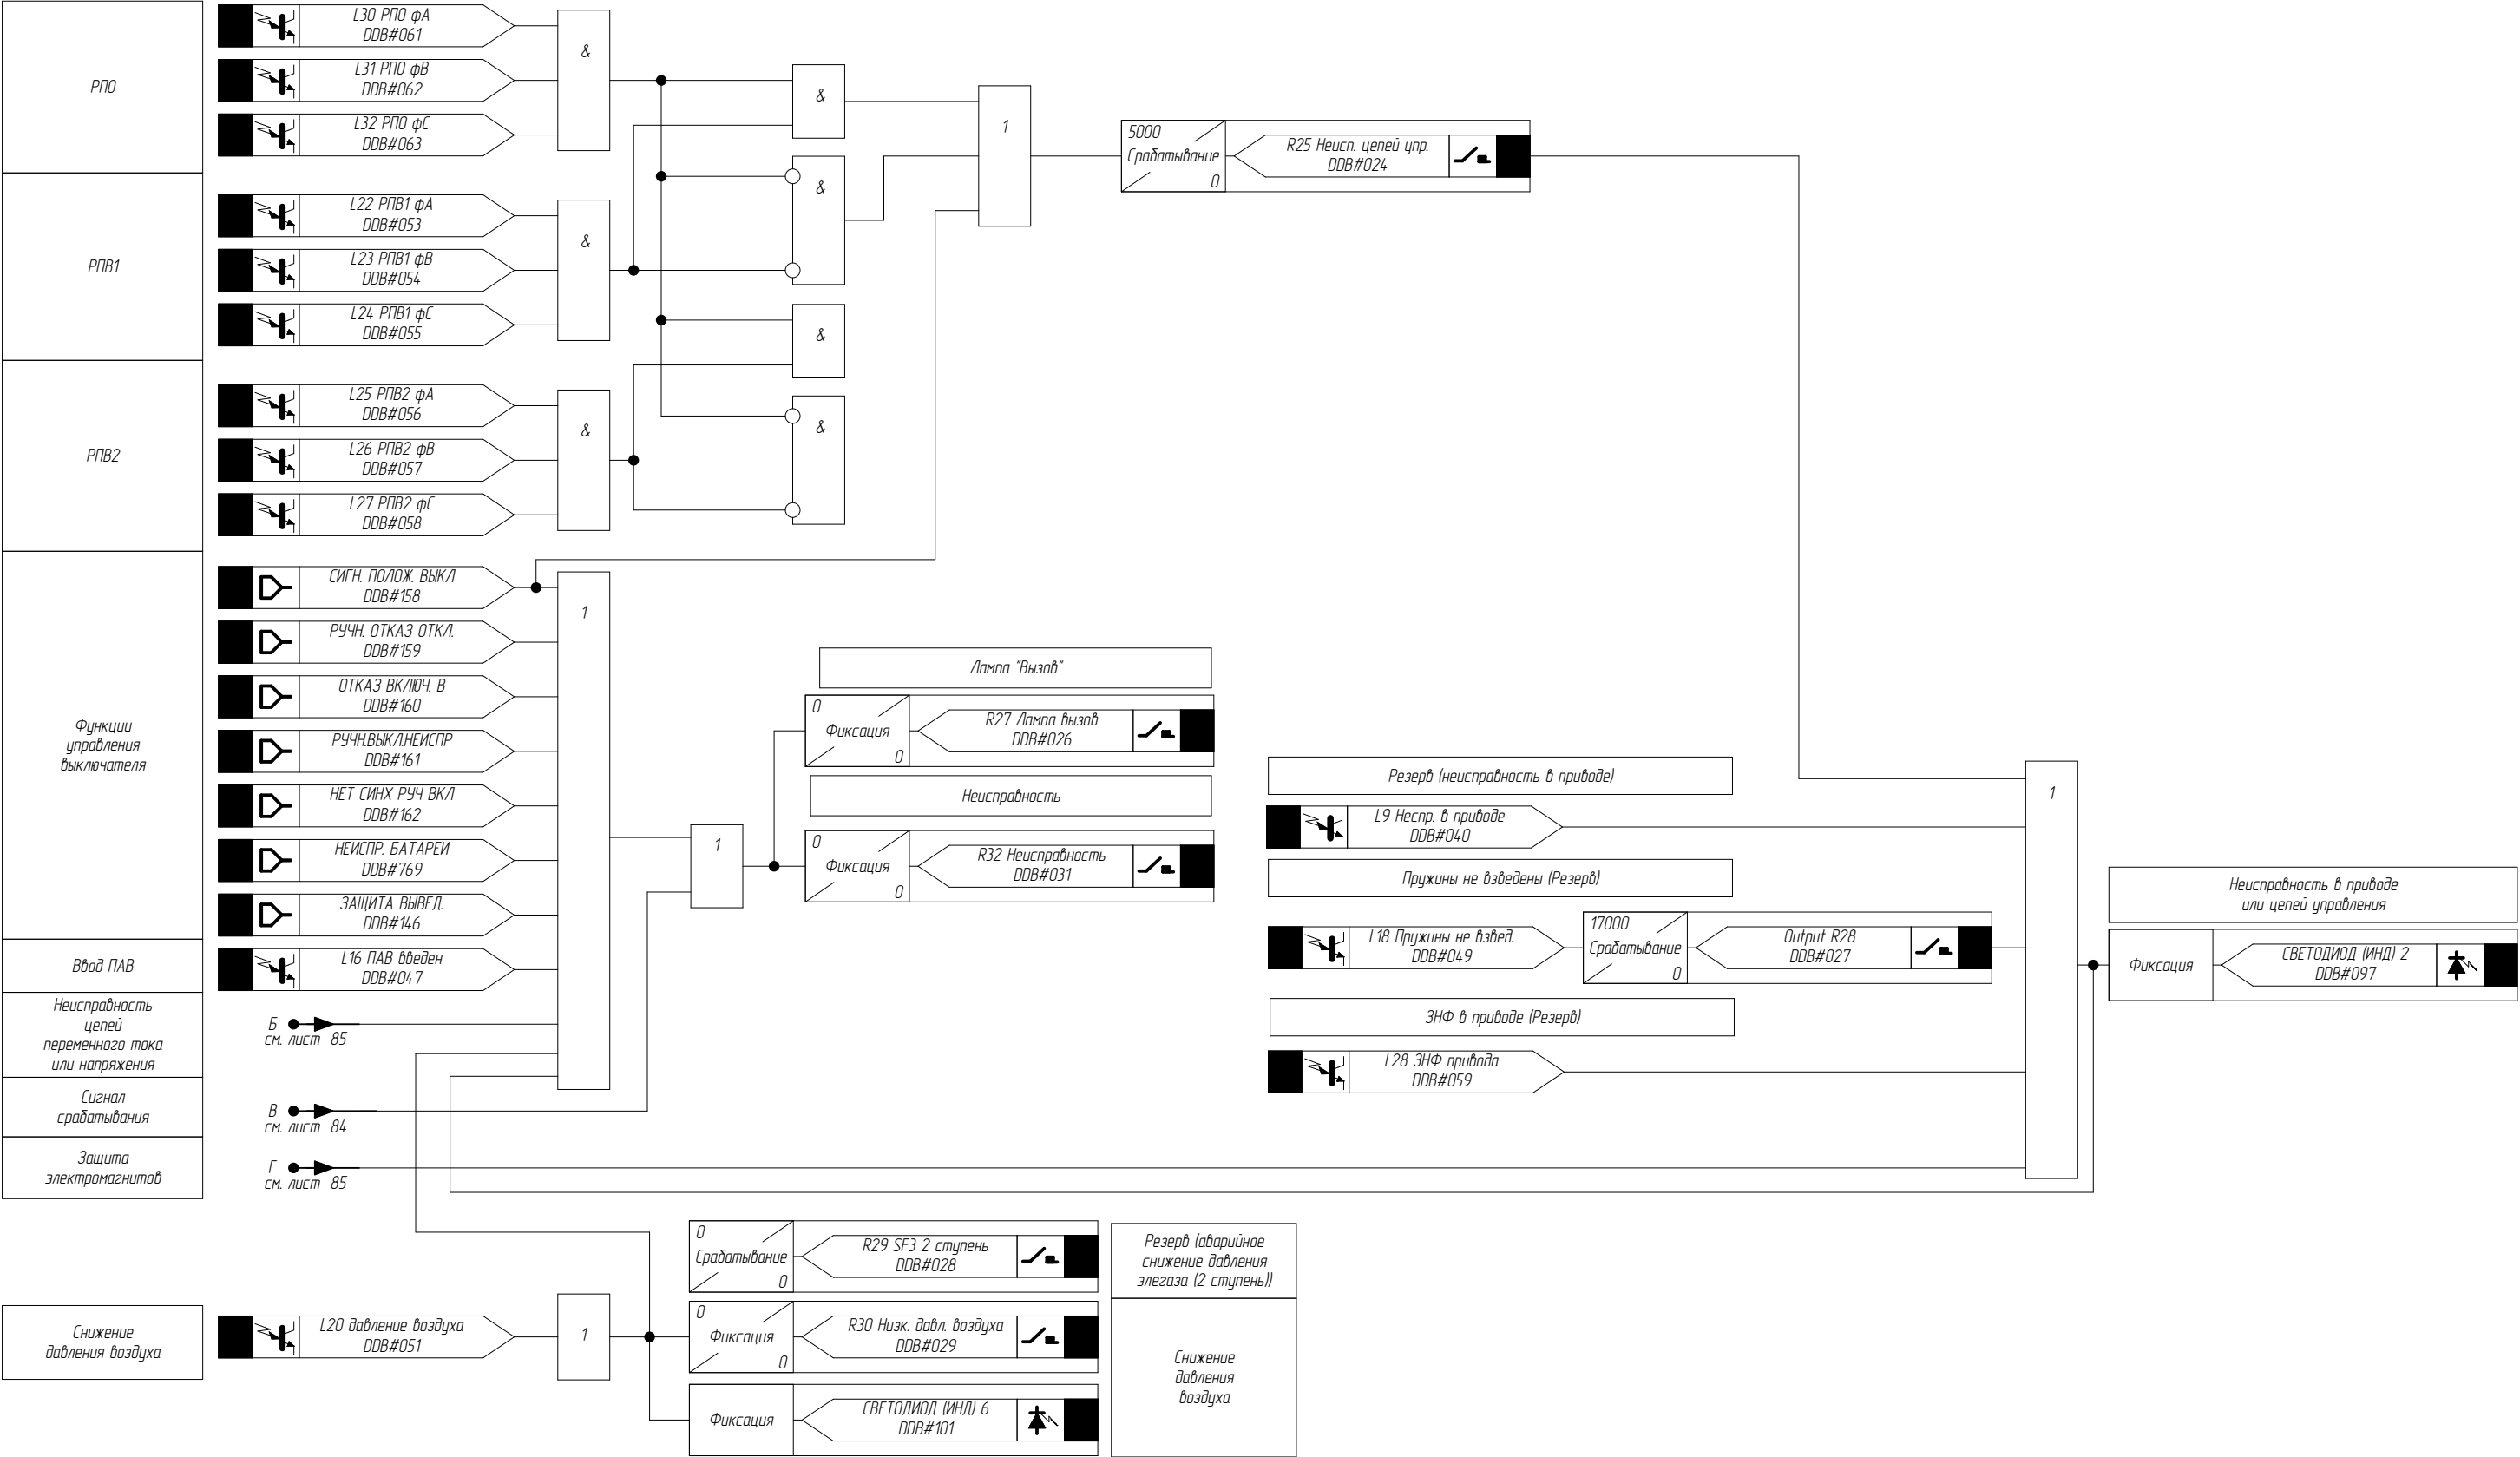 РПО
L30 РПО фА
DDB#061
L31 РПО фВ
DDB#062
L32 РПО фС
DDB#063
&
&
&
1
5000
Срабатывание
0
R25 Неисп. цепей упр.
DDB#024
РПВ1
L22 РПВ1 фА
DDB#053
L23 РПВ1 фВ
DDB#054
L24 РПВ1 фС
DDB#055
&
&
РПВ2
L25 РПВ2 фА
DDB#056
L26 РПВ2 фВ
DDB#057
L27 РПВ2 фС
DDB#058
&
&
Функции
управления
выключателя
СИГН. ПОЛОЖ. ВЫКЛ
DDB#158
РУЧН. ОТКАЗ ОТКЛ.
DDB#159
ОТКАЗ ВКЛЮЧ. В
DDB#160
РУЧН.ВЫКЛ.НЕИСПР
DDB#161
НЕТ СИНХ РУЧ ВКЛ
DDB#162
НЕИСПР. БАТАРЕИ
DDB#769
ЗАЩИТА ВЫВЕД.
DDB#146
1
1
Лампа "Вызов"
0
Фиксация
0
R27 Лампа вызов
DDB#026
Неисправность
0
Фиксация
0
R32 Неисправность
DDB#031
Ввод ПАВ
L16 ПАВ введен
DDB#047
Неисправность
цепей
переменного тока
или напряжения
Б
см. лист 85
Сигнал
срабатывания
В
см. лист 84
Защита
электромагнитов
Г
см. лист 85
Резерв (неисправность в приводе)
L9 Неспр. в приводе
DDB#040
Пружины не взведены (Резерв)
L18 Пружины не взвед.
DDB#049
17000
Срабатывание
0
Output R28
DDB#027
ЗНФ в приводе (Резерв)
L28 ЗНФ привода
DDB#059
1
Неисправность в приводе
или цепей управления
Фиксация
СВЕТОДИОД (ИНД) 2
DDB#097
Снижение
давления воздуха
L20 давление воздуха
DDB#051
1
0
Срабатывание
0
R29 SF3 2 ступень
DDB#028
0
Фиксация
0
R30 Низк. давл. воздуха
DDB#029
Фиксация
СВЕТОДИОД (ИНД) 6
DDB#101
Резерв (аварийное
снижение давления
элегаза (2 ступень))
Снижение
давления
воздуха